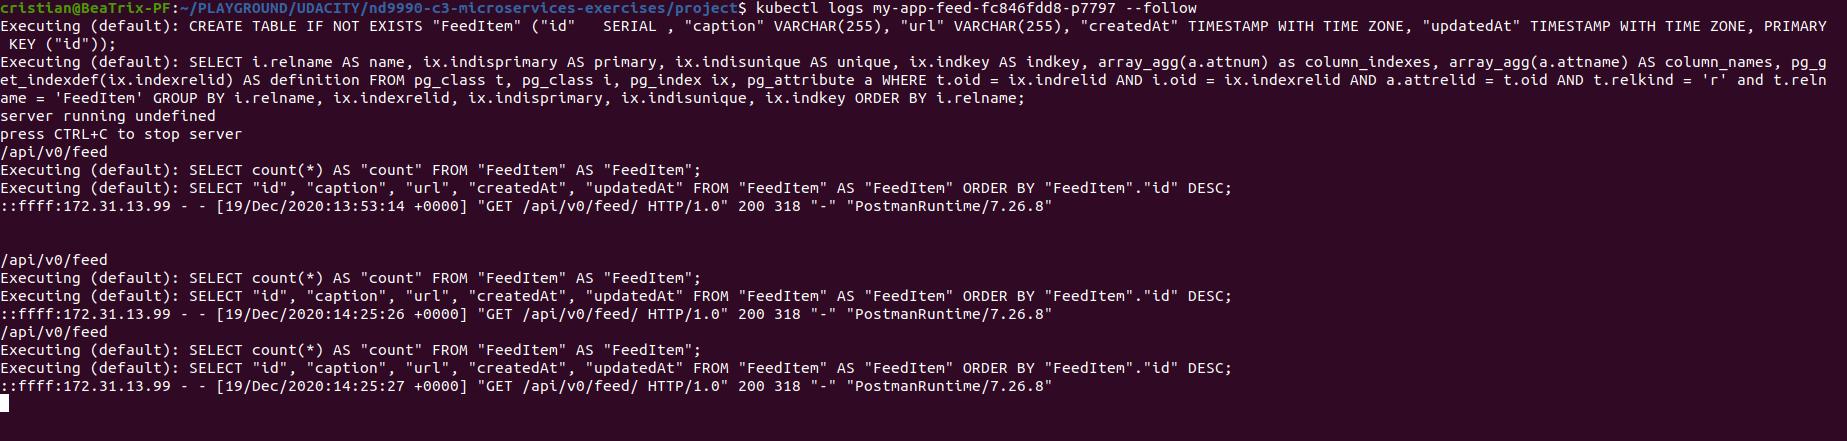 cristian@BeaTrix-PF:~/PLAYGROUND/UDACITY/nd9990-c3-microservices-exercises/project$ kubectl logs my-app-feed-fc846fdd8-p7797 --follow
Executing (default): CREATE TABLE IF NOT EXISTS "FeedItem" ("id"   SERIAL , "caption" VARCHAR(255), "url" VARCHAR(255), "createdAt" TIMESTAMP WITH TIME ZONE, "updatedAt" TIMESTAMP WITH TIME ZONE, PRIMARY
 KEY ("id"));
Executing (default): SELECT i.relname AS name, ix.indisprimary AS primary, ix.indisunique AS unique, ix.indkey AS indkey, array_agg(a.attnum) as column_indexes, array_agg(a.attname) AS column_names, pg_g
et_indexdef(ix.indexrelid) AS definition FROM pg_class t, pg_class i, pg_index ix, pg_attribute a WHERE t.oid = ix.indrelid AND i.oid = ix.indexrelid AND a.attrelid = t.oid AND t.relkind = 'r' and t.reln
ame = 'FeedItem' GROUP BY i.relname, ix.indexrelid, ix.indisprimary, ix.indisunique, ix.indkey ORDER BY i.relname;
server running undefined
press CTRL+C to stop server
/api/v0/feed
Executing (default): SELECT count(*) AS "count" FROM "FeedItem" AS "FeedItem";
Executing (default): SELECT "id", "caption", "url", "createdAt", "updatedAt" FROM "FeedItem" AS "FeedItem" ORDER BY "FeedItem"."id" DESC;
::ffff:172.31.13.99 - - [19/Dec/2020:13:53:14 +0000] "GET /api/v0/feed/ HTTP/1.0" 200 318 "-" "PostmanRuntime/7.26.8"
/api/v0/feed
Executing (default): SELECT count(*) AS "count" FROM "FeedItem" AS "FeedItem";
Executing (default): SELECT "id", "caption", "url", "createdAt", "updatedAt" FROM "FeedItem" AS "FeedItem" ORDER BY "FeedItem"."id" DESC;
::ffff:172.31.13.99 - - [19/Dec/2020:14:25:26 +0000] "GET /api/v0/feed/ HTTP/1.0" 200 318 "-" "PostmanRuntime/7.26.8"
/api/v0/feed
Executing (default): SELECT count(*) AS "count" FROM "FeedItem" AS "FeedItem";
Executing (default): SELECT "id", "caption", "url", "createdAt", "updatedAt" FROM "FeedItem" AS "FeedItem" ORDER BY "FeedItem"."id" DESC;
::ffff:172.31.13.99 - - [19/Dec/2020:14:25:27 +0000] "GET /api/v0/feed/ HTTP/1.0" 200 318 "-" "PostmanRuntime/7.26.8"